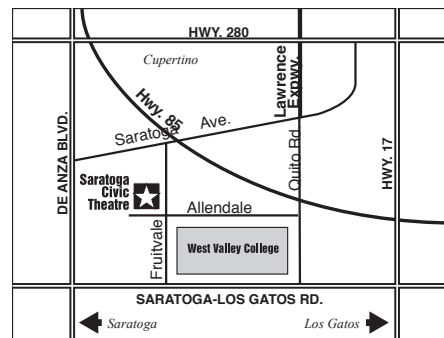 HWY. 280
Cupertino
Lawrence
Expwy.
Hwy. 85
Saratoga Ave.
DE ANZA BLVD.
HWY. 17
Quito Rd
Saratoga
Civic
Theatre
Allendale
Fruitvale
West Valley College
SARATOGA-LOS GATOS RD.
Saratoga
Los Gatos